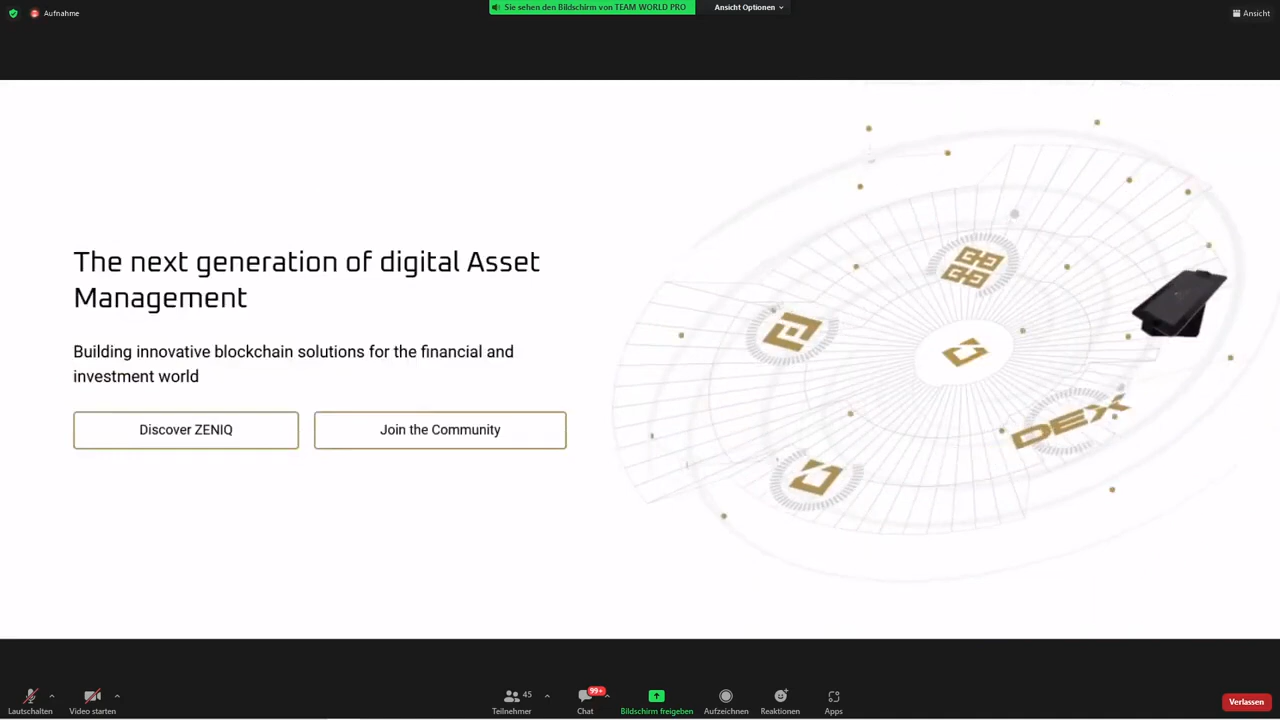 Aufnahme
Sie sehen den Bildschirm von TEAM WORLD PRO
Ansicht Optionen
Ansicht
The next generation of digital Asset
Management
Building innovative blockchain solutions for the financial and
investment world
Discover ZENIQ
Join the Community
DEX
Lautschalten
Video starten
45
Teilnehmer
99+
Chat
Bildschirm freigeben
Aufzeichnen
Reaktionen
Apps
Verlassen